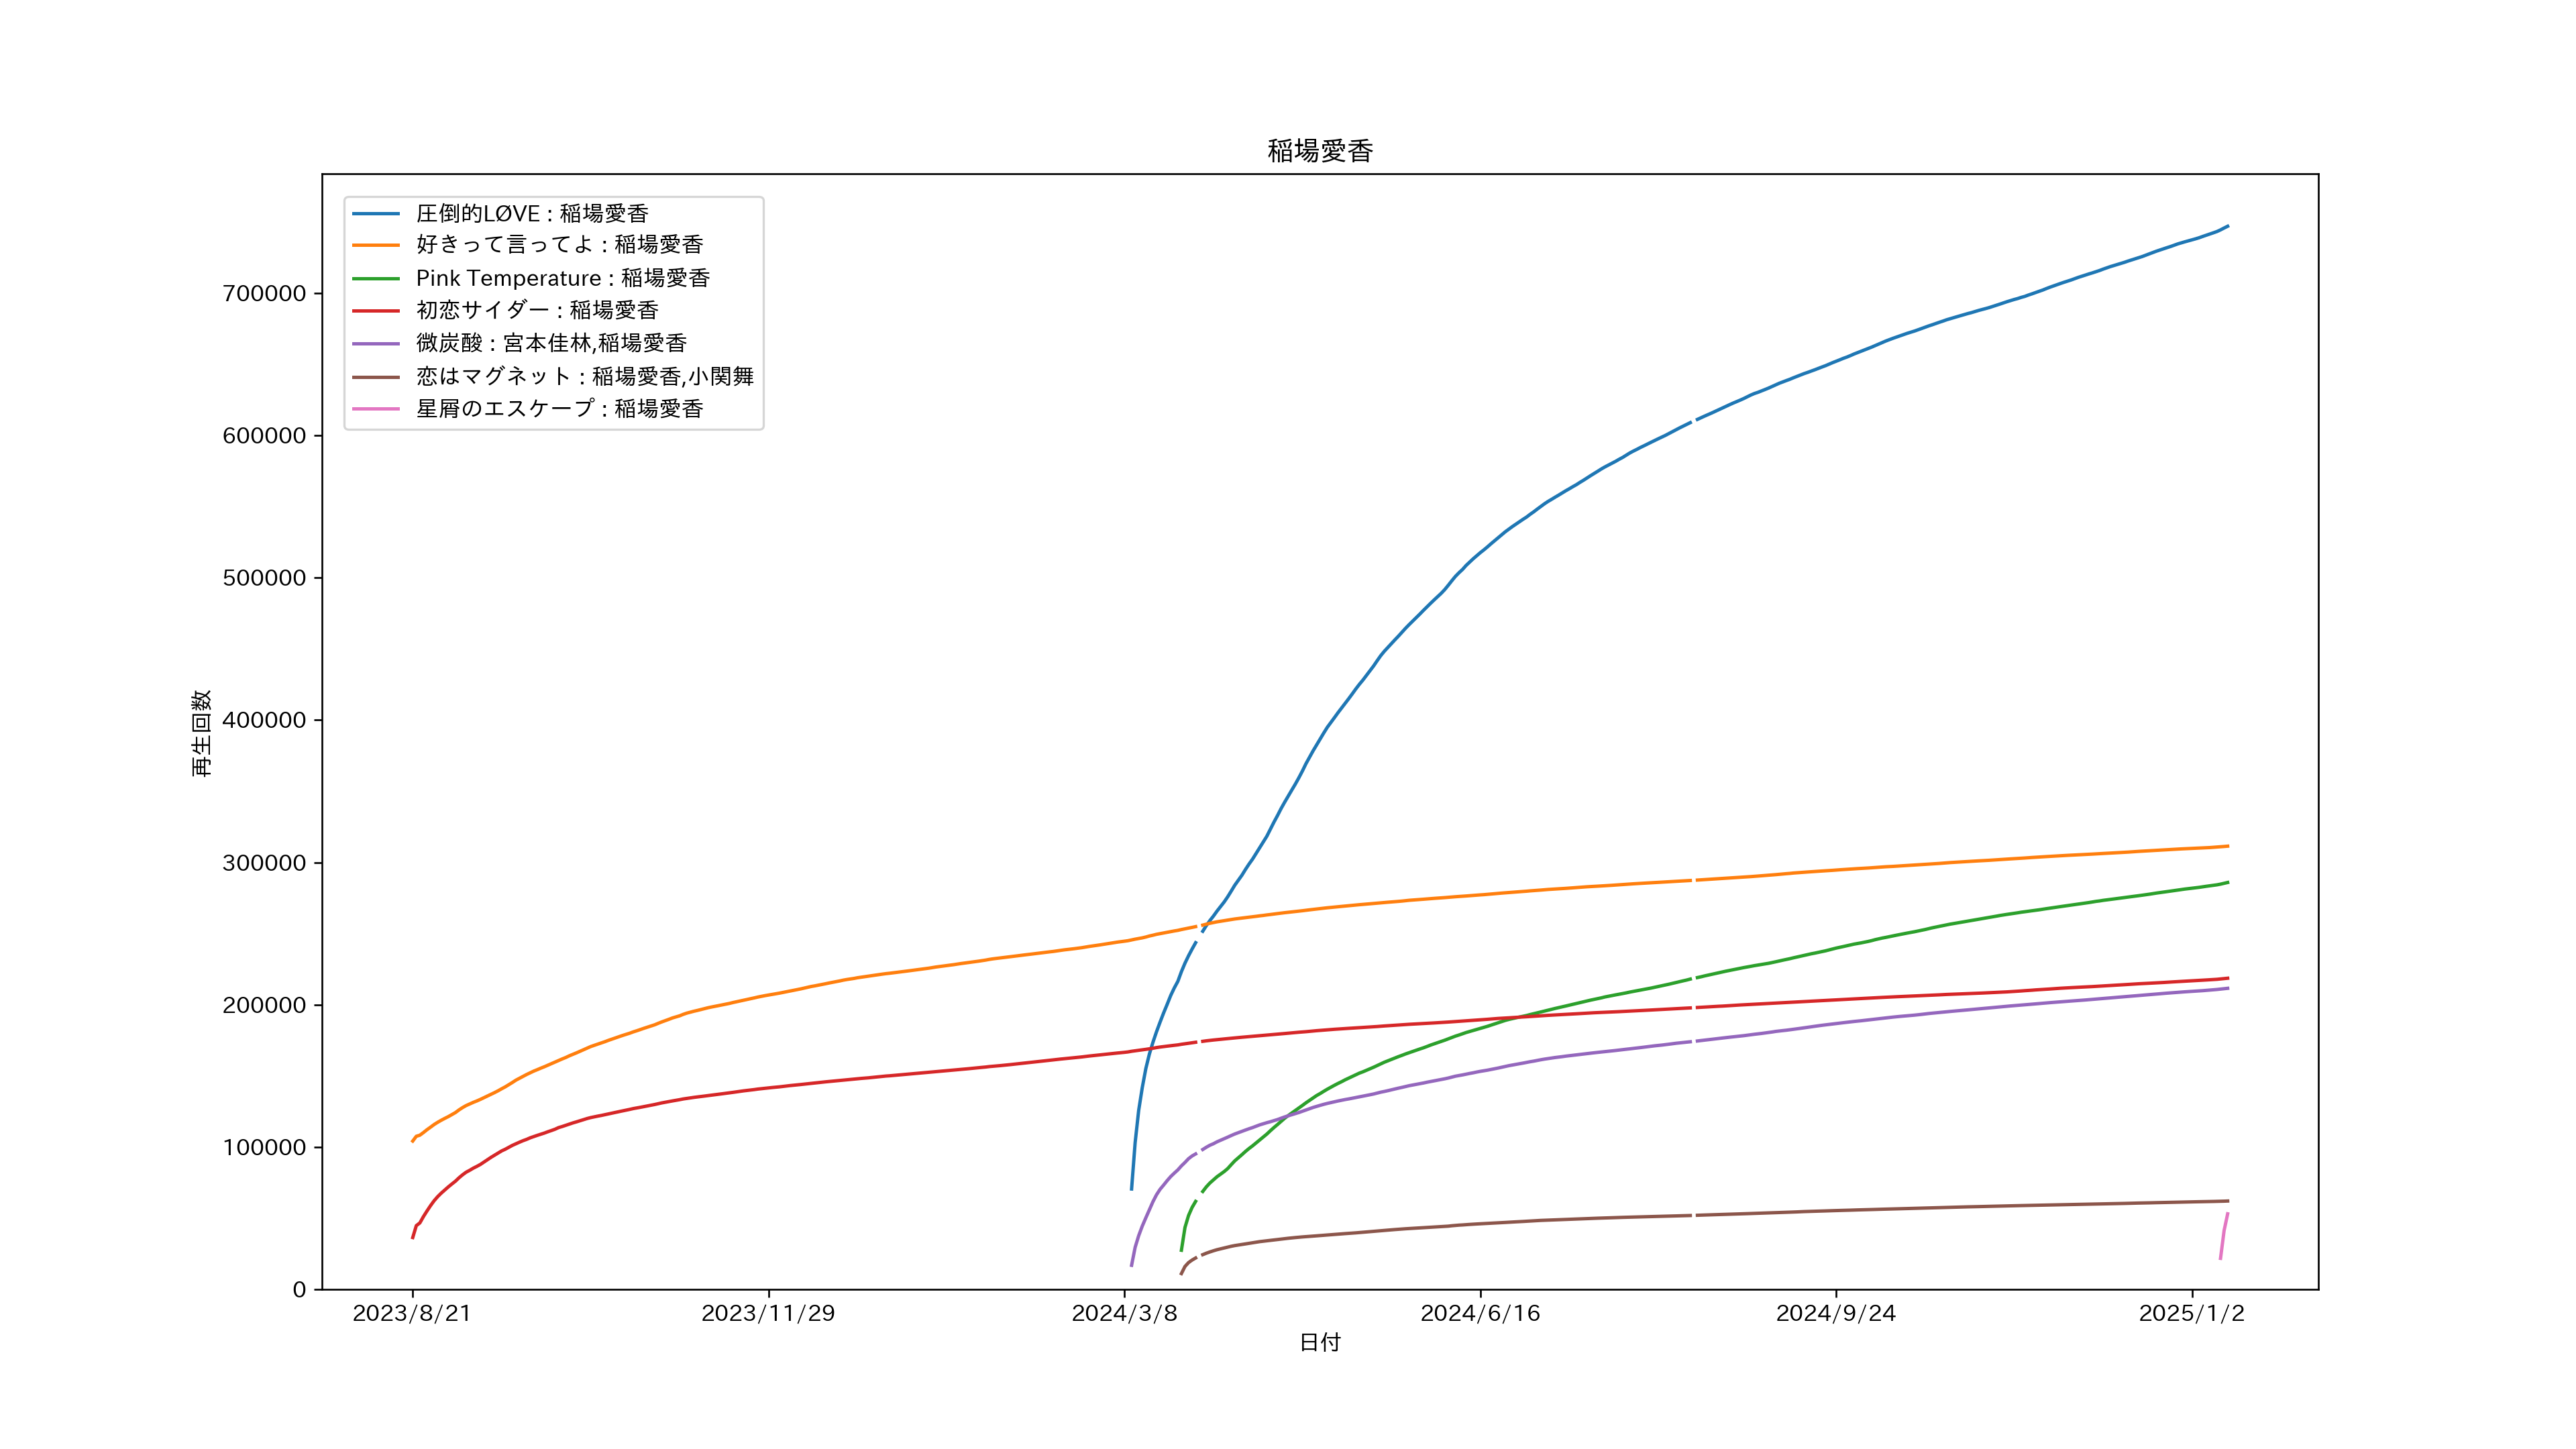 稲場愛香
圧倒的LØVE : 稲場愛香
好きって言ってよ : 稲場愛香
Pink Temperature : 稲場愛香
初恋サイダー : 稲場愛香
微炭酸 : 宮本佳林,稲場愛香
恋はマグネット : 稲場愛香,小関舞
星屑のエスケープ : 稲場愛香
再生回数
700000
600000
500000
400000
300000
200000
100000
0
2023/8/21 2023/11/29 2024/3/8 2024/6/16 2024/9/24 2025/1/2
日付